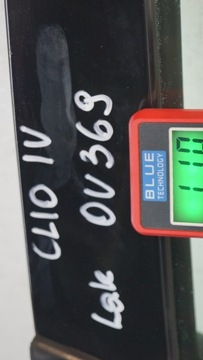 CLIO IV
Lak OV369
BLUE
TECHNOLOGY